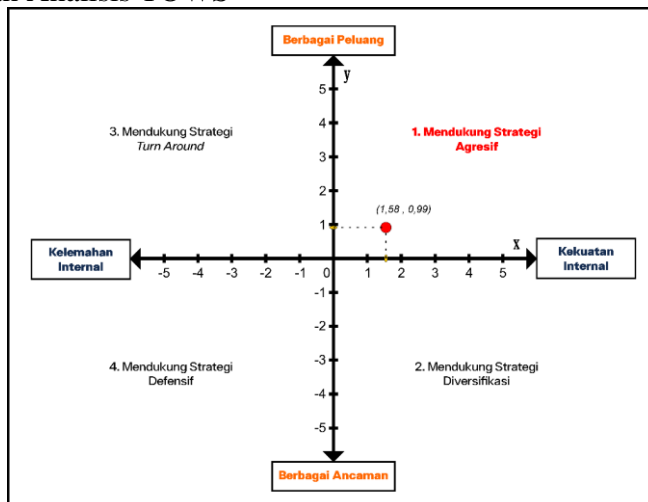 Berbagai Peluang
y
5
3. Mendukung Strategi
Turn Around
1. Mendukung Strategi
Agresif
4
3
2
(1,58 , 0,99)
1
x
Kelemahan
Internal
Kekuatan
Internal
-5 -4 -3 -2 -1 0 1 2 3 4 5
-1
-2
4. Mendukung Strategi
Defensif
2. Mendukung Strategi
Diversifikasi
-3
-4
-5
Berbagai Ancaman